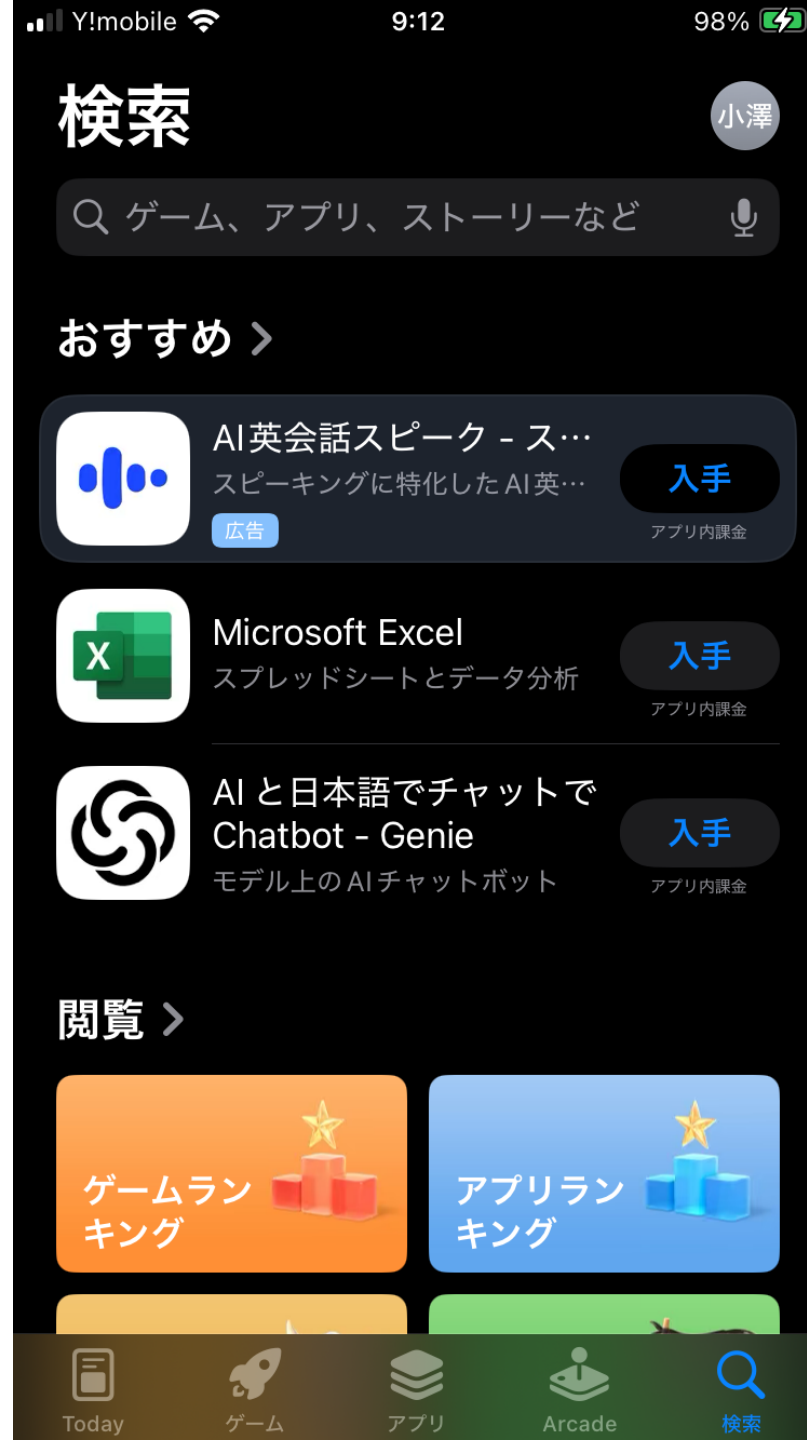 Y!mobile 9:12 98%
検索
小澤
ゲーム、アプリ、ストーリーなど
おすすめ
AI英会話スピーク - ス…
スピーキングに特化したAI英…
広告
入手
アプリ内課金
X
Microsoft Excel
スプレッドシートとデータ分析
入手
アプリ内課金
AI と日本語でチャットで
Chatbot - Genie
モデル上のAIチャットボット
入手
アプリ内課金
閲覧
ゲームラン
キング
アプリラン
キング
Today ゲーム アプリ Arcade 検索